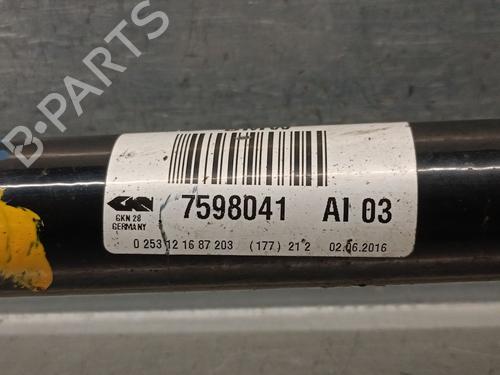 B-PARTS
H
GKN
GKN 28
GERMANY
7598041 AI 03
0 253 12 16 87 203 (177) 21 2 02.06.2016